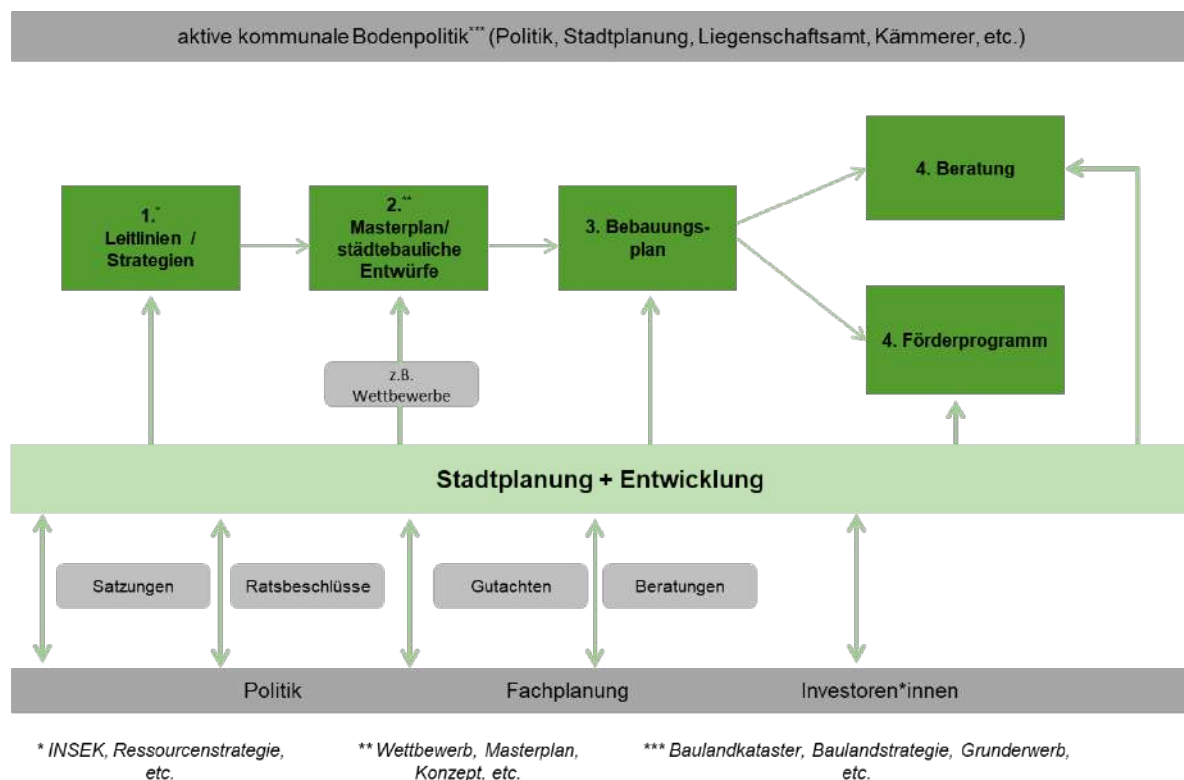 aktive kommunale Bodenpolitik*** (Politik, Stadtplanung, Liegenschaftsamt, Kämmerer, etc.)
1.*
Leitlinien /
Strategien
2.**
Masterplan/
städtebauliche
Entwürfe
3. Bebauungs-
plan
4. Beratung
4. Förderprogramm
z.B.
Wettbewerbe
Stadtplanung + Entwicklung
Satzungen
Ratsbeschlüsse
Gutachten
Beratungen
Politik
Fachplanung
Investoren*innen
* INSEK, Ressourcenstrategie,
etc.
** Wettbewerb, Masterplan,
Konzept, etc.
*** Baulandkataster, Baulandstrategie, Grunderwerb,
etc.